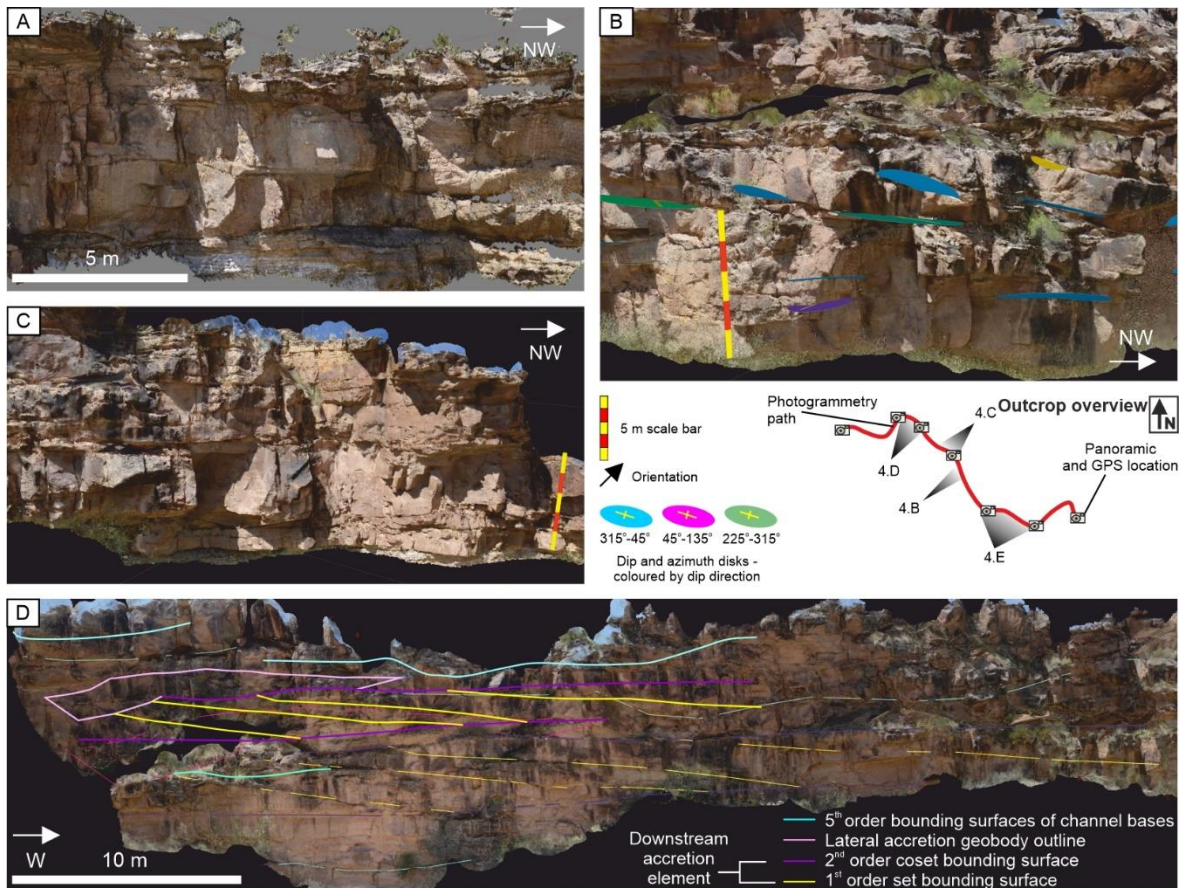 A
NW
5 m
B
NW
C
NW
5 m scale bar
Orientation
315°-45°
45°-135°
225°-315°
Dip and azimuth disks -
coloured by dip direction
Photogrammetry
path
4.C
Outcrop overview
N
4.D
4.B
Panoramic
and GPS location
4.E
D
W
10 m
Downstream
accretion
element
5th order bounding surfaces of channel bases
Lateral accretion geobody outline
2nd order coset bounding surface
1st order set bounding surface